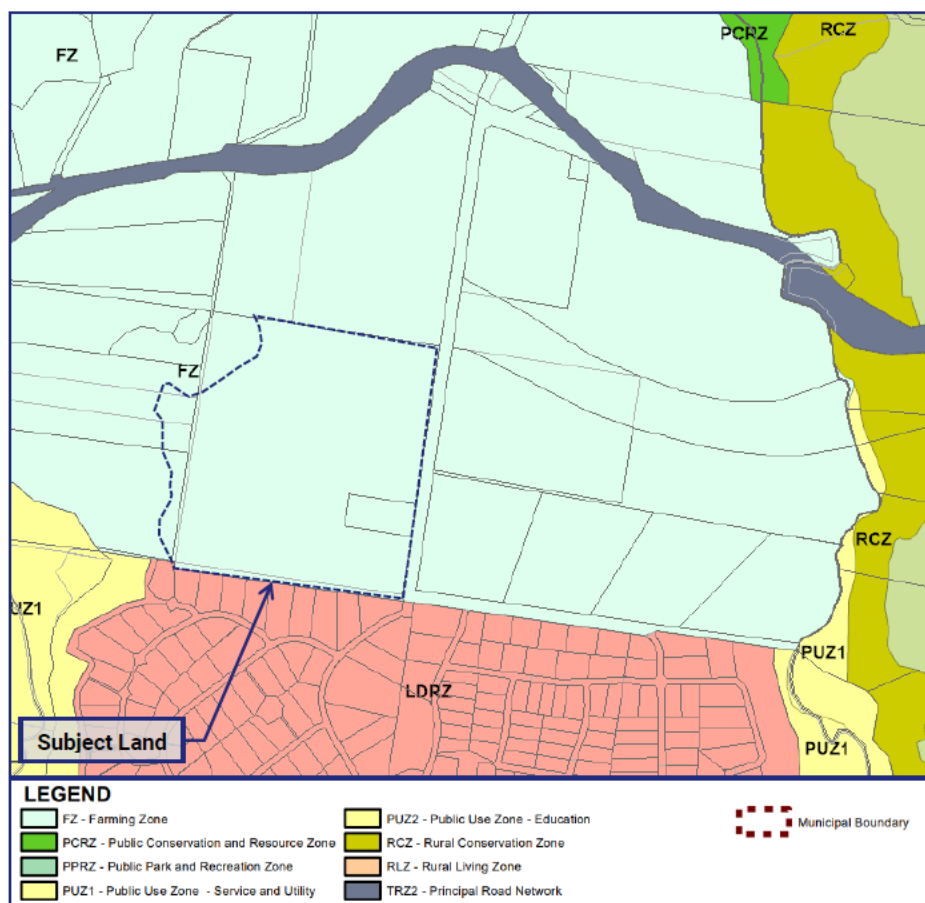 PCRZ
RCZ
FZ
FZ
RCZ
UZ1
PUZ1
LDRZ
PUZ1
Subject Land
LEGEND
FZ - Farming Zone
PCRZ - Public Conservation and Resource Zone
PPRZ - Public Park and Recreation Zone
PUZ1 - Public Use Zone - Service and Utility
PUZ2 - Public Use Zone - Education
RCZ - Rural Conservation Zone
RLZ - Rural Living Zone
TRZ2 - Principal Road Network
Municipal Boundary